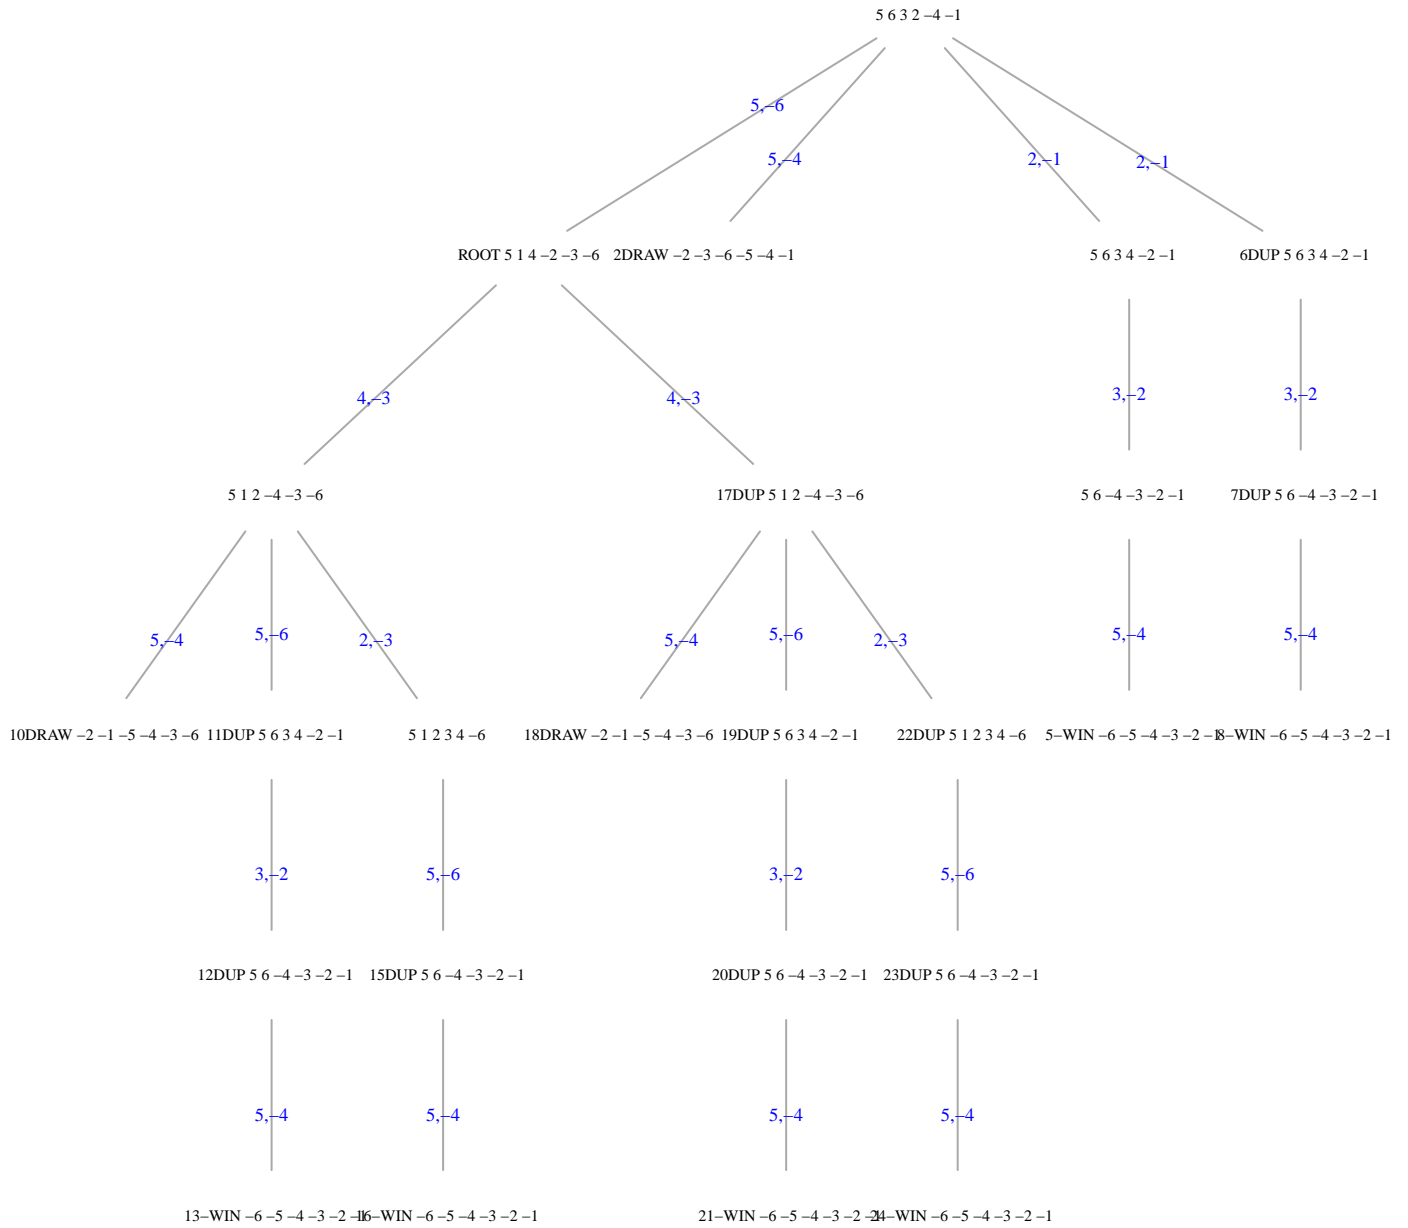 5 6 3 2 −4 −1
5,−6
5,−4
2,−1
2,−1
ROOT 5 1 4 −2 −3 −6
2DRAW −2 −3 −6 −5 −4 −1
5 6 3 4 −2 −1
6DUP 5 6 3 4 −2 −1
4,−3
4,−3
3,−2
3,−2
5 1 2 −4 −3 −6
17DUP 5 1 2 −4 −3 −6
5 6 −4 −3 −2 −1
7DUP 5 6 −4 −3 −2 −1
5,−4
5,−6
2,−3
5,−4
5,−6
2,−3
5,−4
5,−4
10DRAW −2 −1 −5 −4 −3 −6
11DUP 5 6 3 4 −2 −1
5 1 2 3 4 −6
18DRAW −2 −1 −5 −4 −3 −6
19DUP 5 6 3 4 −2 −1
22DUP 5 1 2 3 4 −6
5−WIN −6 −5 −4 −3 −2 −1
8−WIN −6 −5 −4 −3 −2 −1
3,−2
5,−6
3,−2
5,−6
12DUP 5 6 −4 −3 −2 −1
15DUP 5 6 −4 −3 −2 −1
20DUP 5 6 −4 −3 −2 −1
23DUP 5 6 −4 −3 −2 −1
5,−4
5,−4
5,−4
5,−4
13−WIN −6 −5 −4 −3 −2 −1
16−WIN −6 −5 −4 −3 −2 −1
21−WIN −6 −5 −4 −3 −2 −1
24−WIN −6 −5 −4 −3 −2 −1